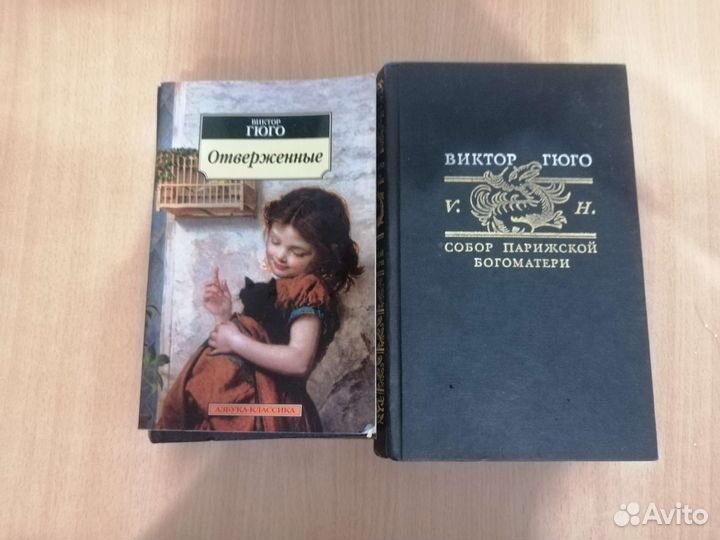 ВИКТОР
ГЮГО
Отверженные
АЗБУКА-КЛАССИКА
ВИКТОР ГЮГО
V. H.
СОБОР ПАРИЖСКОЙ
БОГОМАТЕРИ
Avito